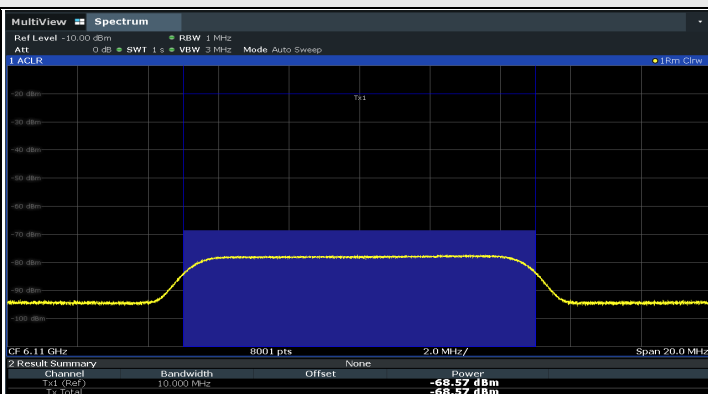 MultiView Spectrum
Ref Level -10.00 dBm RBW 1 MHz
Att 0 dB SWT 1 s VBW 3 MHz Mode Auto Sweep
1 ACLR 1Rm Clrw
Tx1
-20 dBm
-30 dBm
-40 dBm
-50 dBm
-60 dBm
-70 dBm
-80 dBm
-90 dBm
-100 dBm
CF 6.11 GHz 8001 pts 2.0 MHz/ Span 20.0 MHz
2 Result Summary None
Channel Bandwidth Offset Power
Tx1 (Ref) 10.000 MHz -68.57 dBm
Tx Total -68.57 dBm